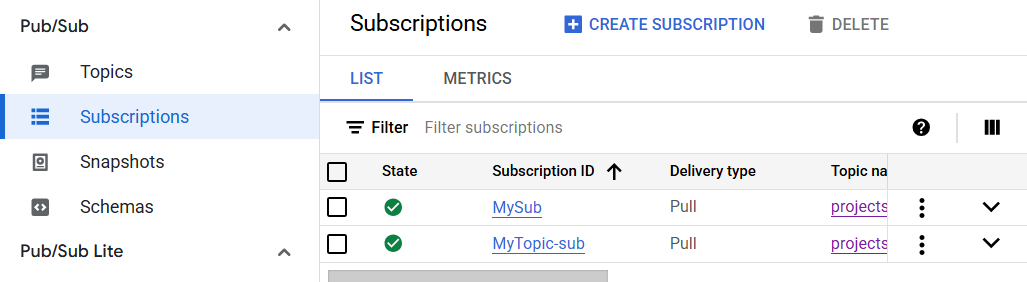 Pub/Sub
Topics
Subscriptions
Snapshots
Schemas
Pub/Sub Lite
Subscriptions
CREATE SUBSCRIPTION
DELETE
LIST
METRICS
Filter
Filter subscriptions
State
Subscription ID
Delivery type
Topic na
MySub
Pull
projects
MyTopic-sub
Pull
projects